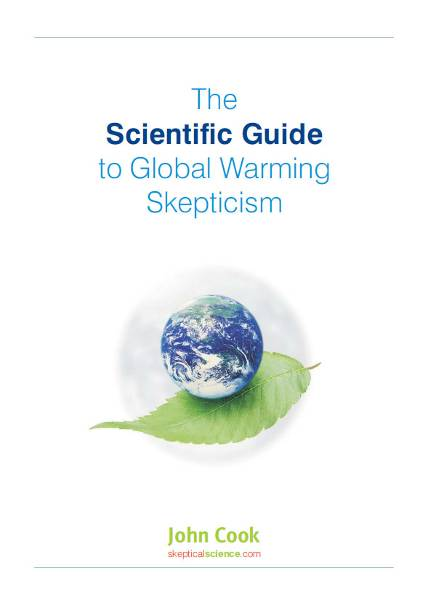 The
Scientific Guide
to Global Warming
Skepticism
John Cook
skepticalscience.com